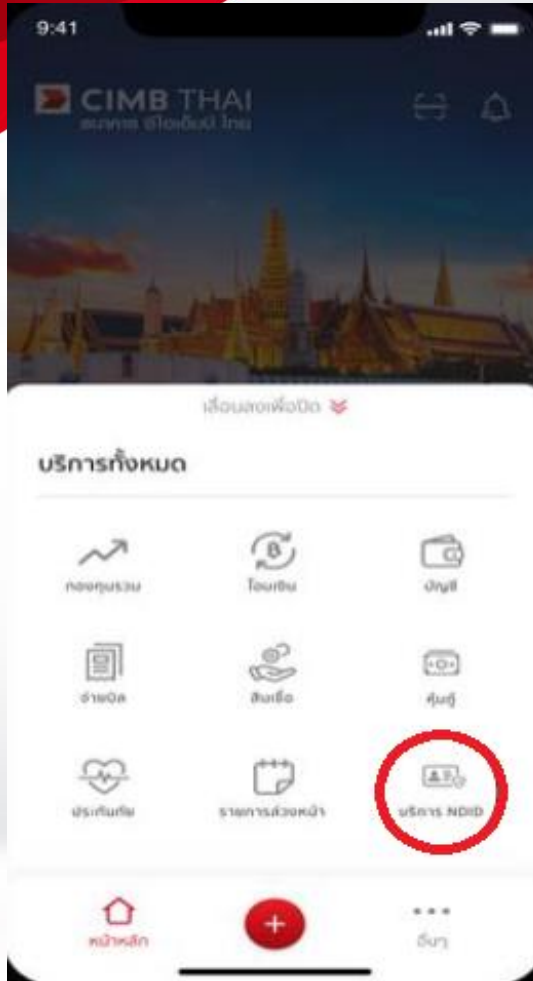 9:41
CIMB THAI
ธนาคาร ซีไอเอ็มบี ไทย
เลื่อนลงเพื่อปิด
บริการทั้งหมด
กองทุนรวม
โอนเงิน
บัญชี
จ่ายบิล
สินเชื่อ
หุ้นกู้
ประกันภัย
รายการล่วงหน้า
บริการ NDID
หน้าหลัก
อื่นๆ